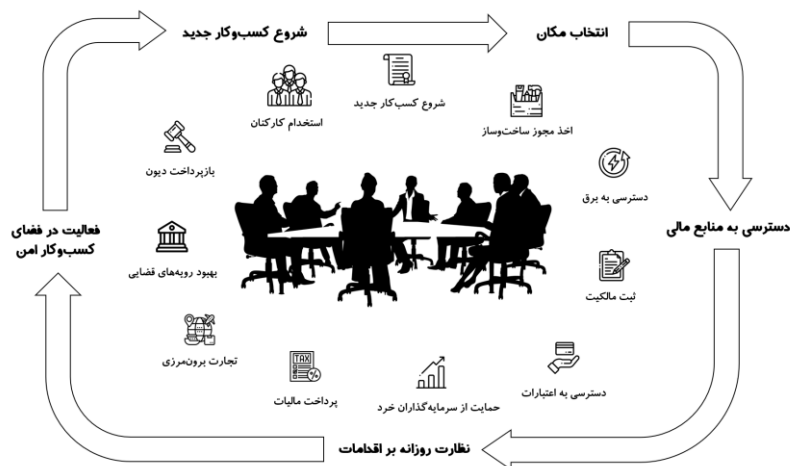 شروع کسب‌وکار جدید
انتخاب مکان
دسترسی به منابع مالی
نظارت روزانه بر اقدامات
فعالیت در فضای
کسب‌وکار امن
شروع کسب‌کار جدید
اخذ مجوز ساخت‌وساز
دسترسی به برق
ثبت مالکیت
دسترسی به اعتبارات
حمایت از سرمایه‌گذاران خرد
TAX
پرداخت مالیات
تجارت برون‌مرزی
بهبود رویه‌های قضایی
بازپرداخت دیون
استخدام کارکنان